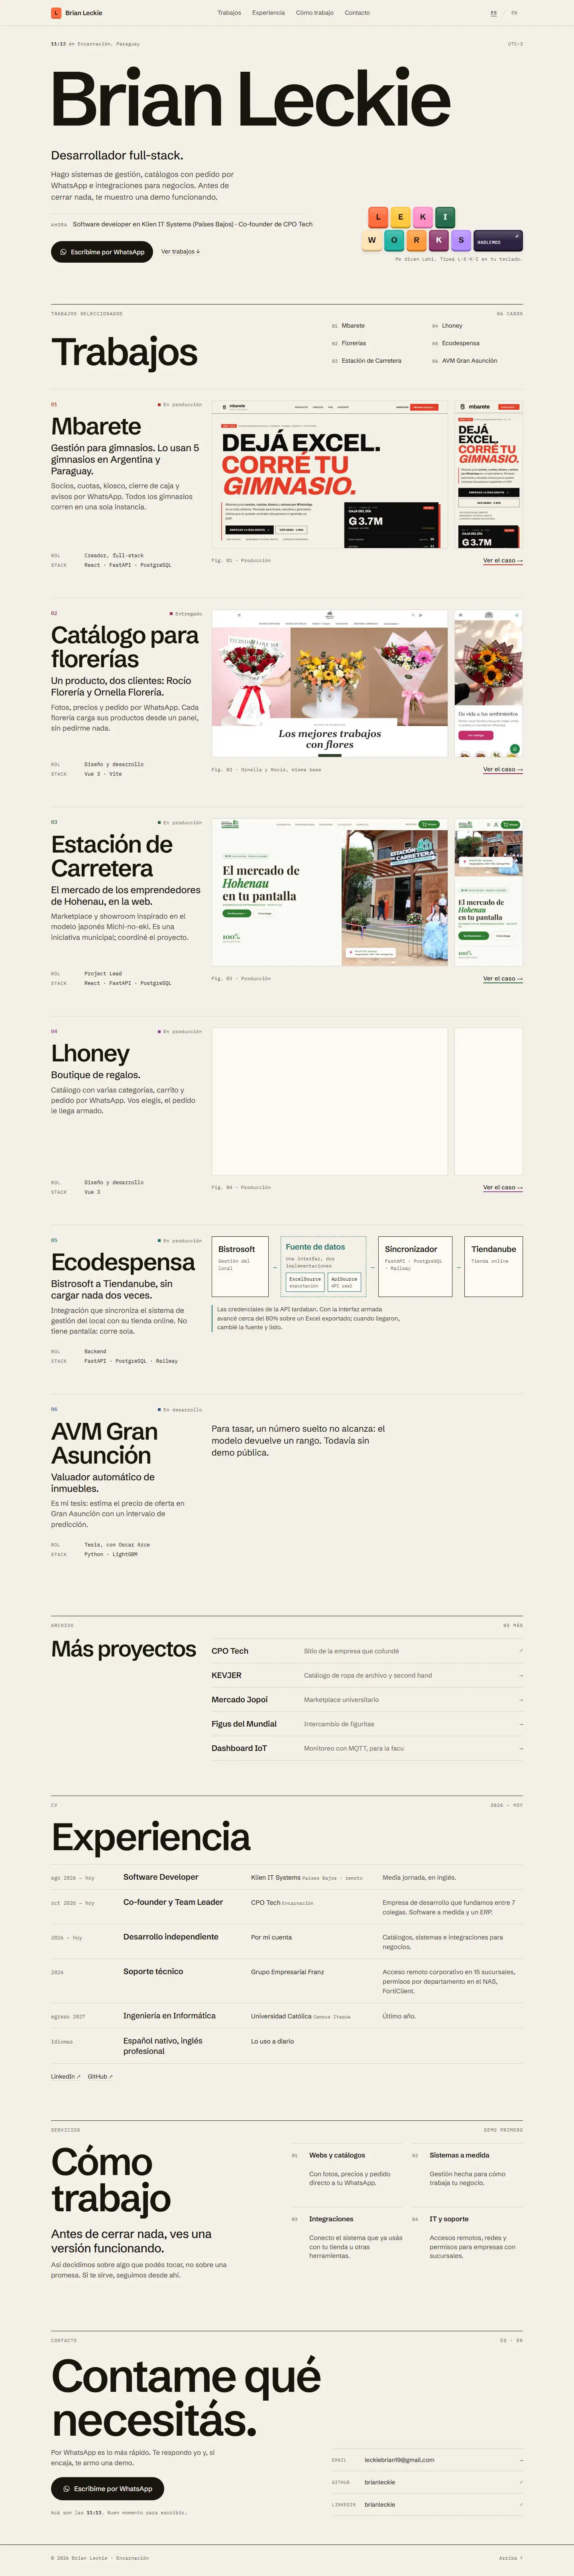 Brian Leckie
Trabajos Experiencia Cómo trabajo Contacto
ES EN
11:13 en Encarnación, Paraguay
UTC-3
Brian Leckie
Desarrollador full-stack.
Hago sistemas de gestión, catálogos con pedido por
WhatsApp e integraciones para negocios. Antes de
cerrar nada, te muestro una demo funcionando.
AHORA Software developer en Klien IT Systems (Países Bajos) · Co-founder de CPO Tech
Escribime por WhatsApp Ver trabajos ↓
L E K I
W O R K S HABLEMOS
Me dicen Leki. Tipeá L-E-K-I en tu teclado.
TRABAJOS SELECCIONADOS
06 CASOS
Trabajos
01 Mbarete 04 Lhoney
02 Florerías 05 Ecodespensa
03 Estación de Carretera 06 AVM Gran Asunción
01 En producción
Mbarete
Gestión para gimnasios. Lo usan 5
gimnasios en Argentina y
Paraguay.
Socios, cuotas, kiosco, cierre de caja y
avisos por WhatsApp. Todos los gimnasios
corren en una sola instancia.
ROL Creador, full-stack
STACK React · FastAPI · PostgreSQL
mbarete
DEJÁ EXCEL.
CORRÉ TU
GIMNASIO.
CAJA DEL DÍA
G 3.7M
mbarete
DEJÁ
EXCEL.
CORRÉ TU
GIMNASIO.
G 3.7M
Fig. 01 · Producción
Ver el caso →
02 Entregado
Catálogo para
florerías
Un producto, dos clientes: Rocío
Florería y Ornella Florería.
Fotos, precios y pedido por WhatsApp. Cada
florería carga sus productos desde un panel,
sin pedirme nada.
ROL Diseño y desarrollo
STACK Vue 3 · Vite
Los mejores trabajos
con flores
Da vida a tus sentimientos
Fig. 02 · Ornella y Rocío, misma base
Ver el caso →
03 En producción
Estación de
Carretera
El mercado de los emprendedores
de Hohenau, en la web.
Marketplace y showroom inspirado en el
modelo japonés Michi-no-eki. Es una
iniciativa municipal; coordiné el proyecto.
ROL Project Lead
STACK React · FastAPI · PostgreSQL
El mercado de
Hohenau
en tu pantalla
100%
ESTACIÓN
CARRETERA
El mercado de
Hohenau
en tu pantalla
100%
Fig. 03 · Producción
Ver el caso →
04 En producción
Lhoney
Boutique de regalos.
Catálogo con varias categorías, carrito y
pedido por WhatsApp. Vos elegís, el pedido
le llega armado.
ROL Diseño y desarrollo
STACK Vue 3
Fig. 04 · Producción
Ver el caso →
05 En producción
Ecodespensa
Bistrosoft a Tiendanube, sin
cargar nada dos veces.
Integración que sincroniza el sistema de
gestión del local con su tienda online. No
tiene pantalla: corre sola.
ROL Backend
STACK FastAPI · PostgreSQL · Railway
Bistrosoft
Gestión del
local
→
Fuente de datos
Una interfaz, dos
implementaciones
ExcelSource
exportación
ApiSource
API real
→
Sincronizador
FastAPI · PostgreSQL
· Railway
→
Tiendanube
Tienda online
Las credenciales de la API tardaban. Con la interfaz armada
avancé cerca del 80% sobre un Excel exportado; cuando llegaron,
cambié la fuente y listo.
06 En desarrollo
AVM Gran
Asunción
Valuador automático de
inmuebles.
Es mi tesis: estima el precio de oferta en
Gran Asunción con un intervalo de
predicción.
ROL Tesis, con Oscar Arce
STACK Python · LightGBM
Para tasar, un número suelto no alcanza: el
modelo devuelve un rango. Todavía sin
demo pública.
ARCHIVO
05 MÁS
Más proyectos
CPO Tech Sitio de la empresa que cofundé ↗
KEVJER Catálogo de ropa de archivo y second hand →
Mercado Jopoi Marketplace universitario →
Figus del Mundial Intercambio de figuritas →
Dashboard IoT Monitoreo con MQTT, para la facu →
CV
2026 — HOY
Experiencia
ago 2026 — hoy Software Developer Klien IT Systems Países Bajos · remoto Media jornada, en inglés.
oct 2026 — hoy Co-founder y Team Leader CPO Tech Encarnación Empresa de desarrollo que fundamos entre 7
colegas. Software a medida y un ERP.
2026 — hoy Desarrollo independiente Por mi cuenta Catálogos, sistemas e integraciones para
negocios.
2026 Soporte técnico Grupo Empresarial Franz Acceso remoto corporativo en 15 sucursales,
permisos por departamento en el NAS,
FortiClient.
egreso 2027 Ingeniería en Informática Universidad Católica Campus Itapúa Último año.
Idiomas Español nativo, inglés
profesional
Lo uso a diario
LinkedIn ↗ GitHub ↗
SERVICIOS
DEMO PRIMERO
Cómo
trabajo
Antes de cerrar nada, ves una
versión funcionando.
Así decidimos sobre algo que podés tocar, no sobre una
promesa. Si te sirve, seguimos desde ahí.
01 Webs y catálogos
Con fotos, precios y pedido
directo a tu WhatsApp.
02 Sistemas a medida
Gestión hecha para cómo
trabaja tu negocio.
03 Integraciones
Conecto el sistema que ya usás
con tu tienda u otras
herramientas.
04 IT y soporte
Accesos remotos, redes y
permisos para empresas con
sucursales.
CONTACTO
ES · EN
Contame qué
necesitás.
Por WhatsApp es lo más rápido. Te respondo yo y, si
encaja, te armo una demo.
Escribime por WhatsApp
Acá son las 11:13. Buen momento para escribir.
EMAIL leckiebrian19@gmail.com →
GITHUB brianleckie ↗
LINKEDIN brianleckie ↗
© 2026 Brian Leckie · Encarnación
Arriba ↑